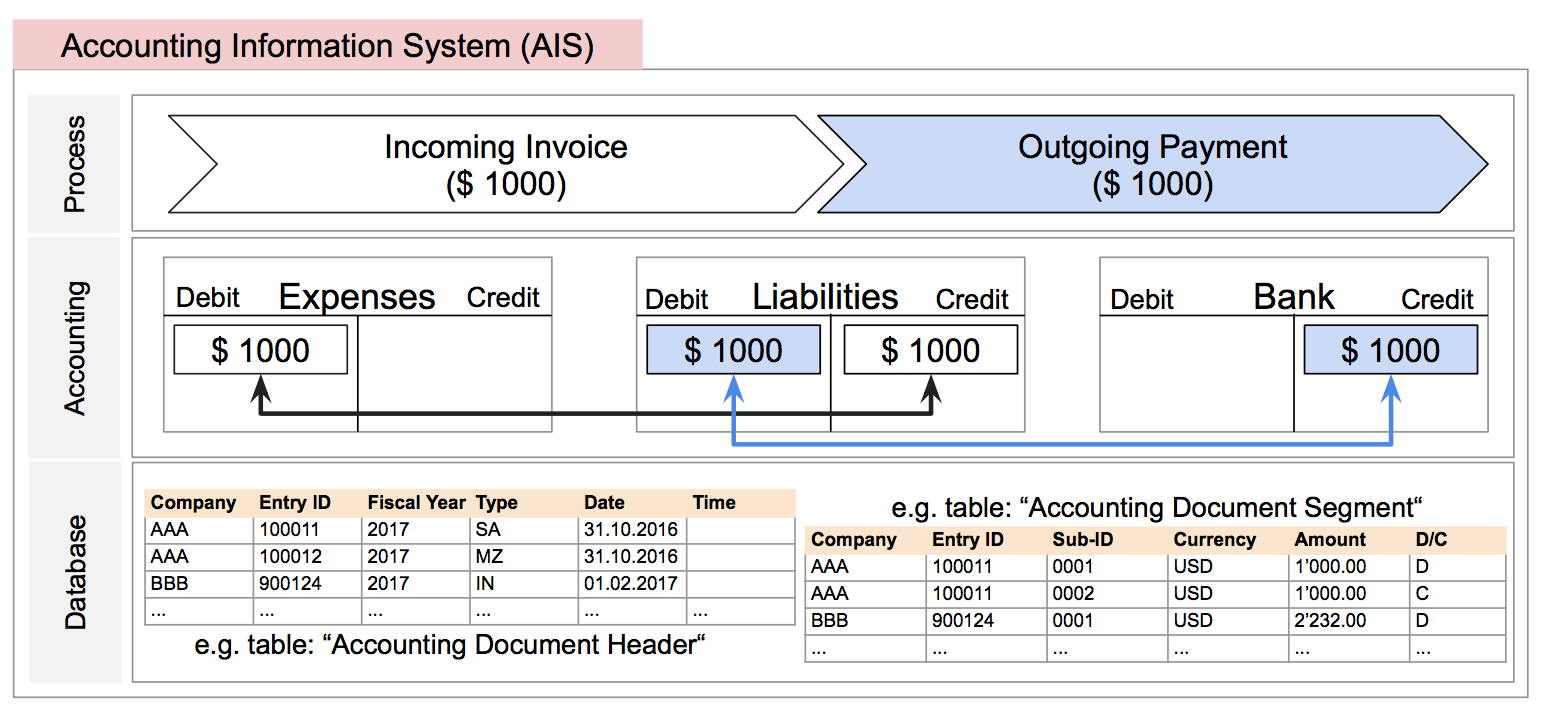 Accounting Information System (AIS)
Process
Incoming Invoice
($ 1000)
Outgoing Payment
($ 1000)
Accounting
Debit Expenses Credit
$ 1000
Debit Liabilities Credit
$ 1000 $ 1000
Debit Bank Credit
$ 1000
Database
Company Entry ID Fiscal Year Type Date Time
AAA 100011 2017 SA 31.10.2016
AAA 100012 2017 MZ 31.10.2016
BBB 900124 2017 IN 01.02.2017
... ... ... ... ... ...
e.g. table: “Accounting Document Header“
e.g. table: “Accounting Document Segment“
Company Entry ID Sub-ID Currency Amount D/C
AAA 100011 0001 USD 1’000.00 D
AAA 100011 0002 USD 1’000.00 C
BBB 900124 0001 USD 2’232.00 D
... ... ... ... ... ...